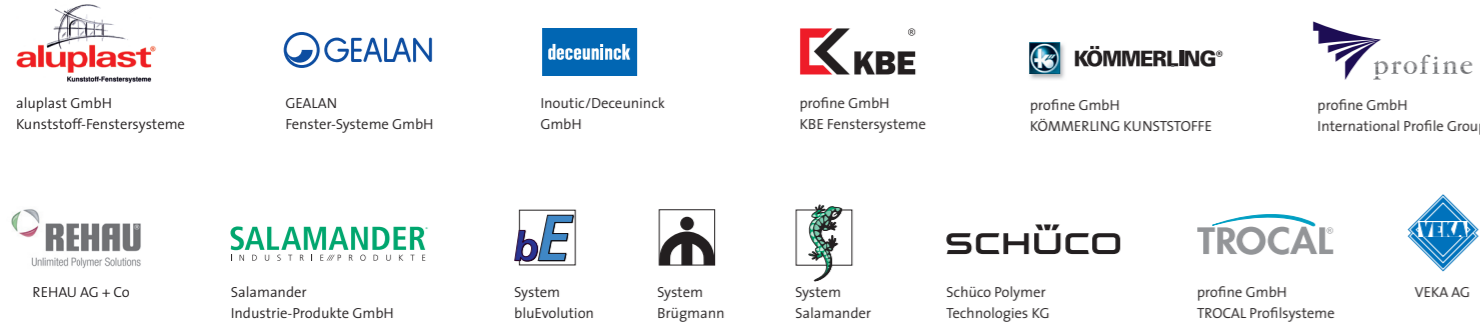 aluplast®
Kunststoff-Fenstersysteme
aluplast GmbH
Kunststoff-Fenstersysteme
GEALAN
GEALAN
Fenster-Systeme GmbH
deceuninck
Inoutic/Deceuninck
GmbH
KBE®
profine GmbH
KBE Fenstersysteme
KÖMMERLING®
profine GmbH
KÖMMERLING KUNSTSTOFFE
profine
profine GmbH
International Profile Group
REHAU
Unlimited Polymer Solutions
REHAU AG + Co
SALAMANDER
INDUSTRIE//PRODUKTE
Salamander
Industrie-Produkte GmbH
bE
System
bluEvolution
System
Brügmann
System
Salamander
SCHÜCO
Schüco Polymer
Technologies KG
TROCAL®
profine GmbH
TROCAL Profilsysteme
VEKA
VEKA AG